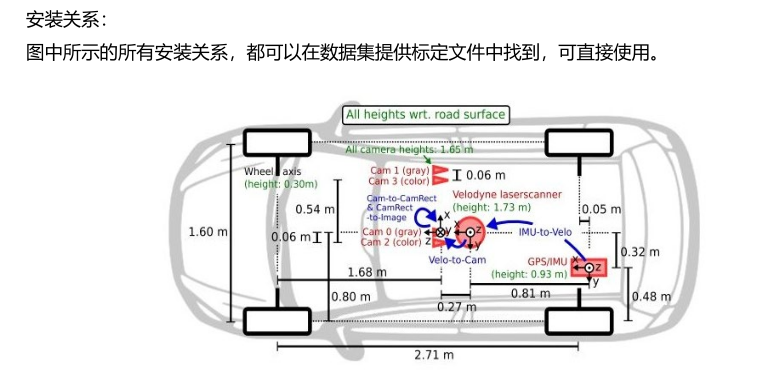 安装关系：
图中所示的所有安装关系，都可以在数据集提供标定文件中找到，可直接使用。
All heights wrt. road surface
All camera heights: 1.65 m
Wheel axis
(height: 0.30m)
Cam 1 (gray)
Cam 3 (color)
0.06 m
Cam-to-CamRect
& CamRect
-to-Image
Velodyne laserscanner
(height: 1.73 m)
0.54 m
0.05 m
1.60 m
0.06 m
Cam 0 (gray)
Cam 2 (color)
x
z
y
x
z
y
IMU-to-Velo
Velo-to-Cam
0.32 m
GPS/IMU
(height: 0.93 m)
x
z
y
1.68 m
0.80 m
0.81 m
0.48 m
0.27 m
2.71 m